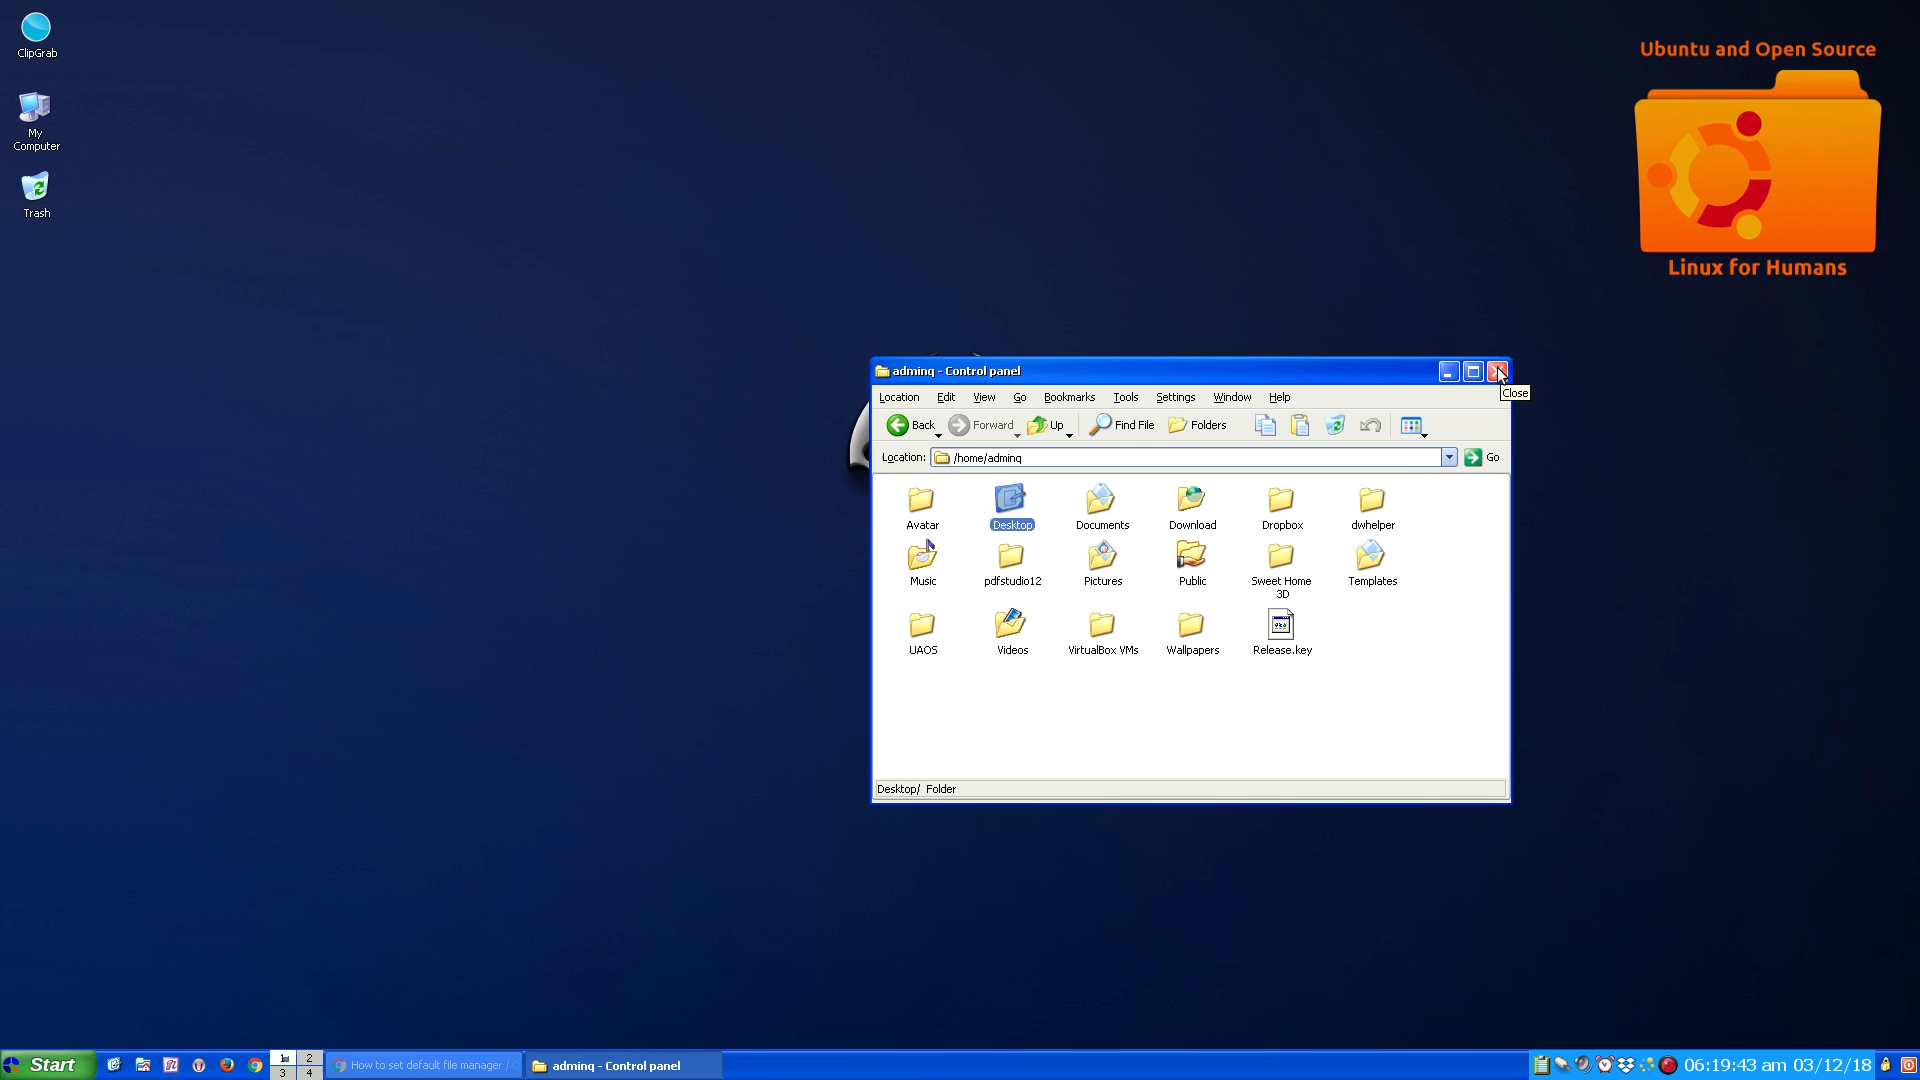 ClipGrab
My
Computer
Trash
Ubuntu and Open Source
Linux for Humans
adminq - Control panel
Close
Location Edit View Go Bookmarks Tools Settings Window Help
Back Forward Up Find File Folders
Location: /home/adminq Go
Avatar Desktop Documents Download Dropbox dwhelper
Music pdfstudio12 Pictures Public Sweet Home
3D Templates
UAOS Videos VirtualBox VMs Wallpapers Release.key
Desktop/ Folder
Start
1 2
3 4
How to set default file manager /
adminq - Control panel
06:19:43 am 03/12/18